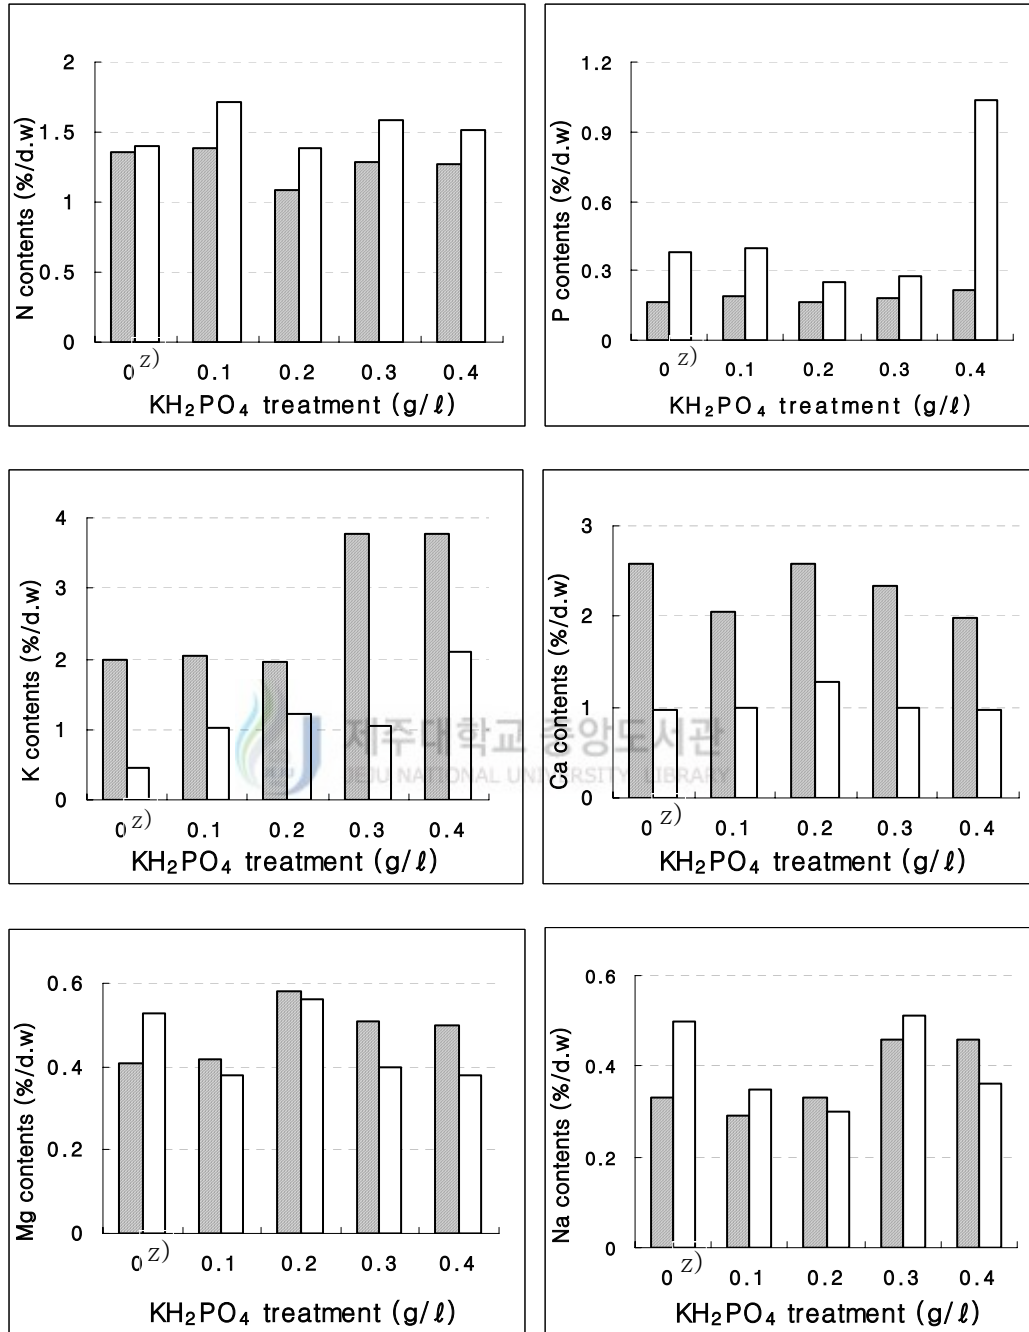 2
1.5
1
0.5
0
N contents (%/d.w)
0 z) 0.1 0.2 0.3 0.4
KH₂PO₄ treatment (g/ℓ)
1.2
0.9
0.6
0.3
0
P contents (%/d.w)
0 z) 0.1 0.2 0.3 0.4
KH₂PO₄ treatment (g/ℓ)
4
3
2
1
0
K contents (%/d.w)
0 z) 0.1 0.2 0.3 0.4
KH₂PO₄ treatment (g/ℓ)
3
2
1
0
Ca contents (%/d.w)
0 z) 0.1 0.2 0.3 0.4
KH₂PO₄ treatment (g/ℓ)
제주대학교 중앙도서관
JEJU NATIONAL UNIVERSITY LIBRARY
0.6
0.4
0.2
0
Mg contents (%/d.w)
0 z) 0.1 0.2 0.3 0.4
KH₂PO₄ treatment (g/ℓ)
0.6
0.4
0.2
0
Na contents (%/d.w)
0 z) 0.1 0.2 0.3 0.4
KH₂PO₄ treatment (g/ℓ)